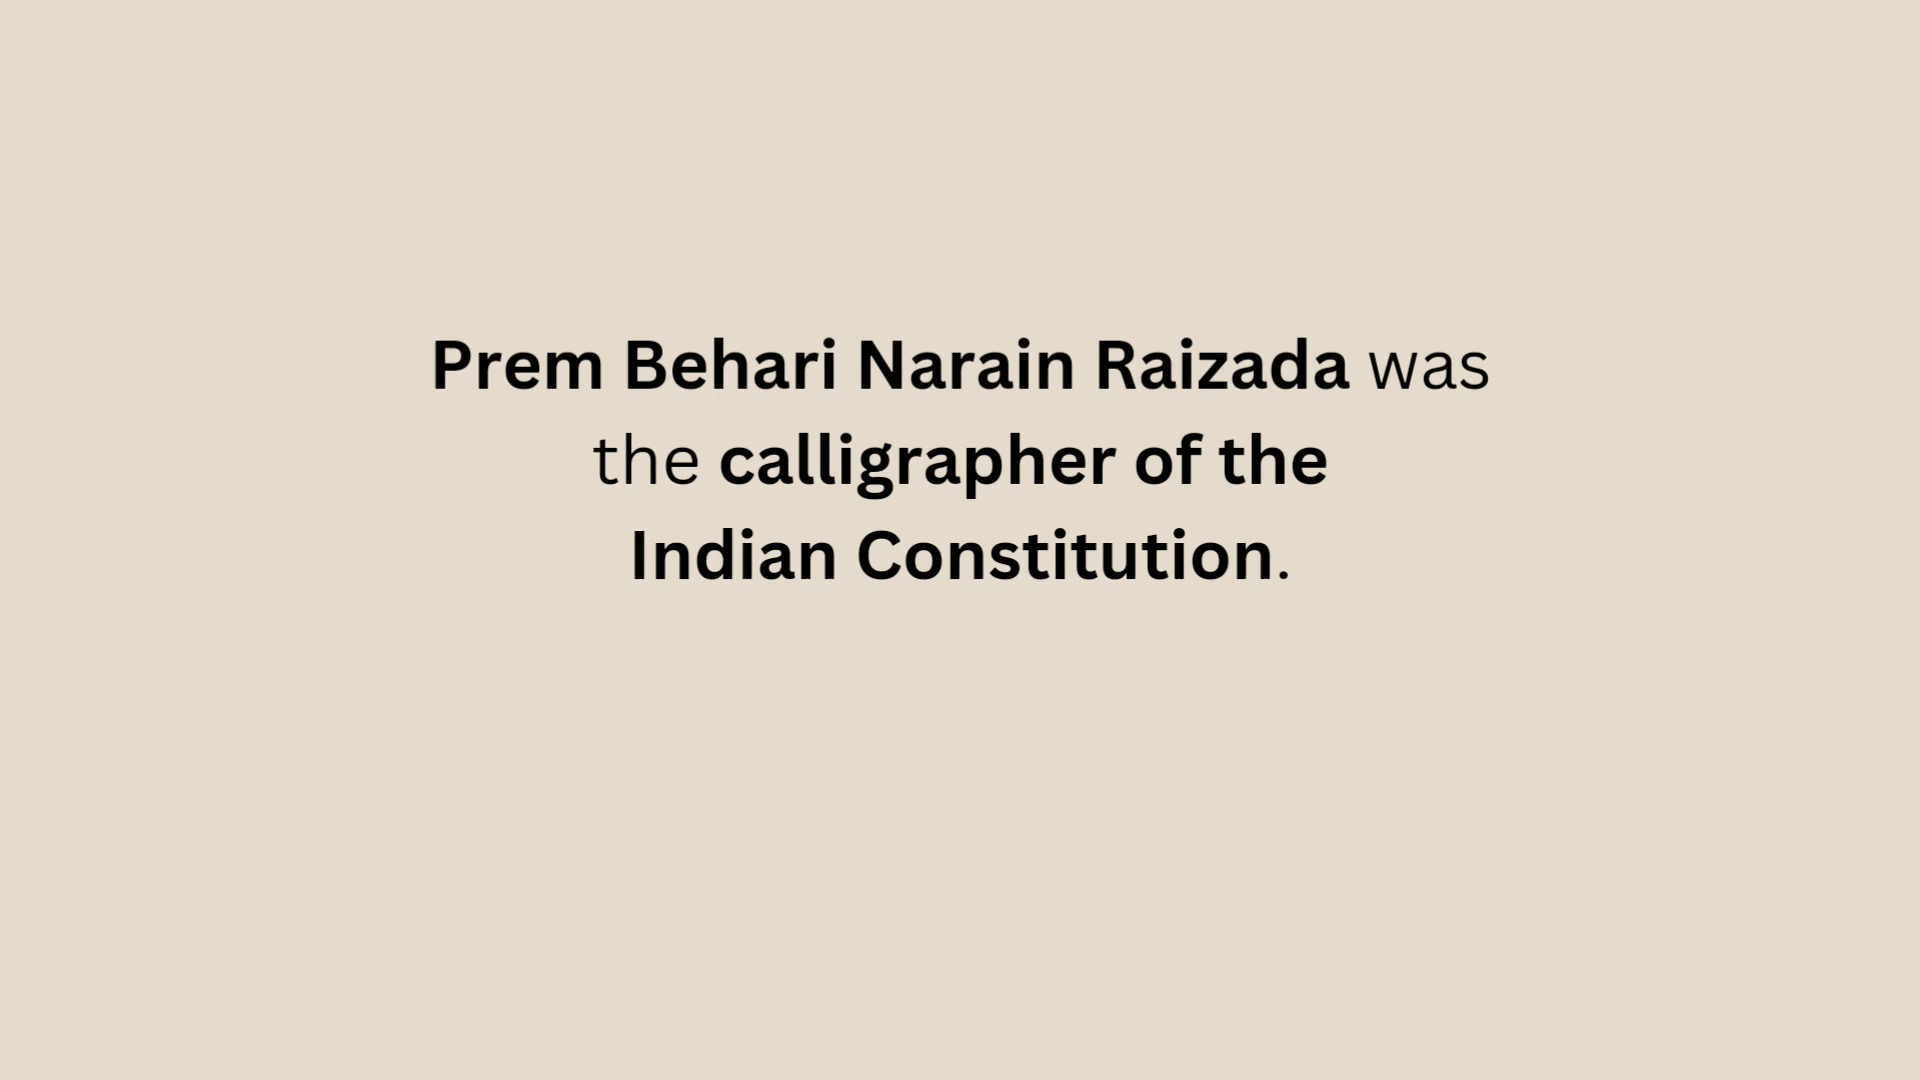 Prem Behari Narain Raizada was
the calligrapher of the
Indian Constitution.